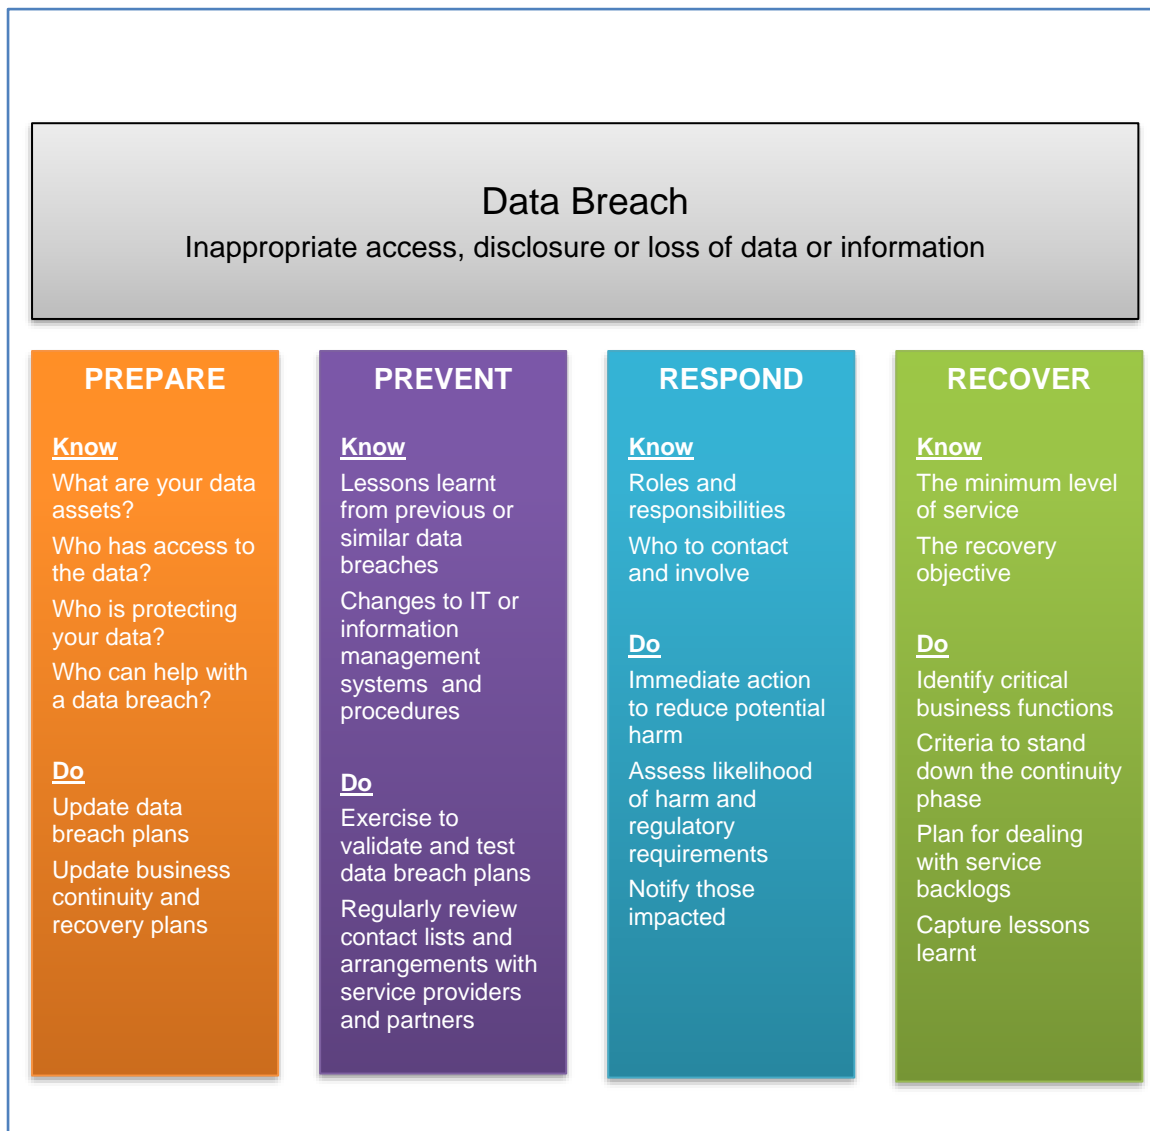 Data Breach
Inappropriate access, disclosure or loss of data or information
PREPARE
Know
What are your data
assets?
Who has access to
the data?
Who is protecting
your data?
Who can help with
a data breach?
Do
Update data
breach plans
Update business
continuity and
recovery plans
PREVENT
Know
Lessons learnt
from previous or
similar data
breaches
Changes to IT or
information
management
systems  and
procedures
Do
Exercise to
validate and test
data breach plans
Regularly review
contact lists and
arrangements with
service providers
and partners
RESPOND
Know
Roles and
responsibilities
Who to contact
and involve
Do
Immediate action
to reduce potential
harm
Assess likelihood
of harm and
regulatory
requirements
Notify those
impacted
RECOVER
Know
The minimum level
of service
The recovery
objective
Do
Identify critical
business functions
Criteria to stand
down the continuity
phase
Plan for dealing
with service
backlogs
Capture lessons
learnt